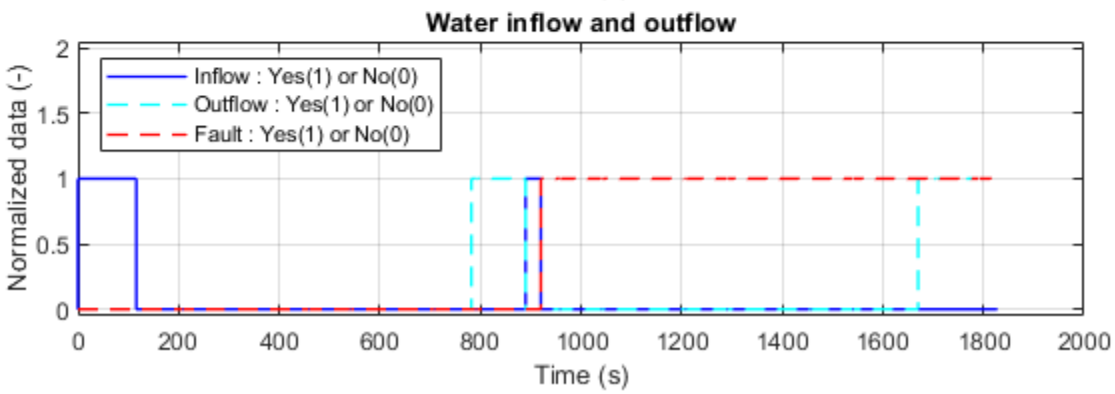 Water inflow and outflow
Normalized data (-)
2
1.5
1
0.5
0
Inflow : Yes(1) or No(0)
Outflow : Yes(1) or No(0)
Fault : Yes(1) or No(0)
0 200 400 600 800 1000 1200 1400 1600 1800 2000
Time (s)